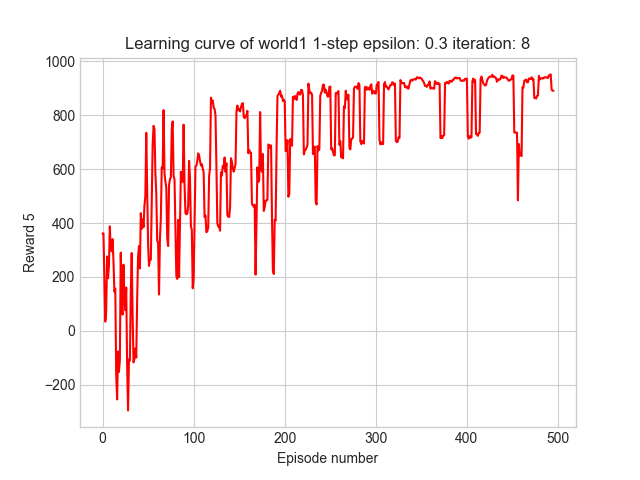 Learning curve of world1 1-step epsilon: 0.3 iteration: 8
1000
800
600
400
200
0
−200
Reward 5
0 100 200 300 400 500
Episode number